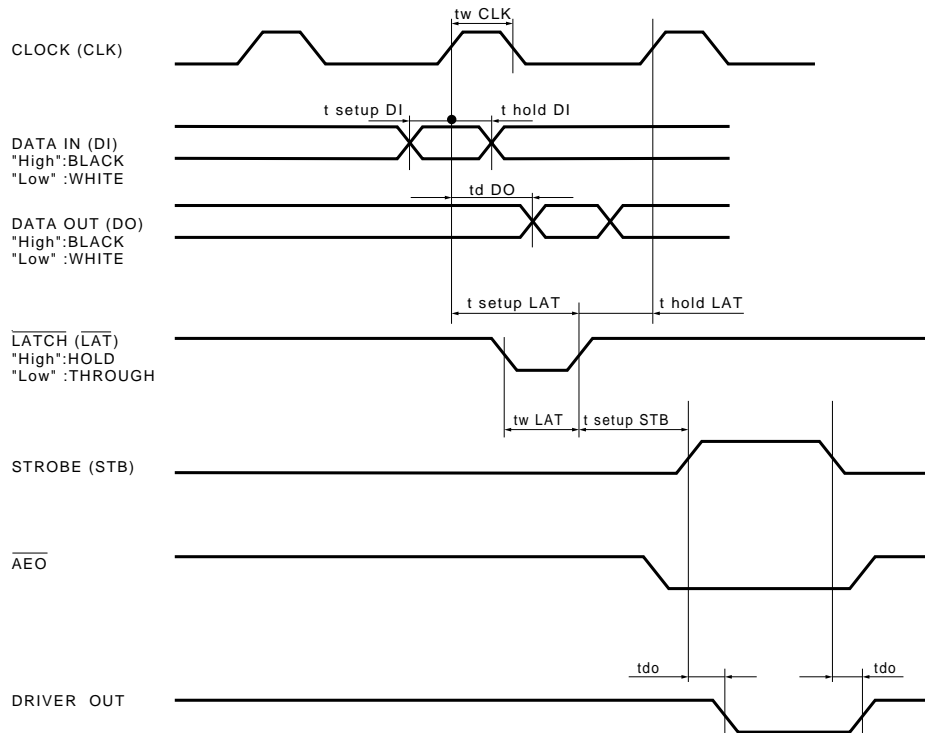 tw CLK
CLOCK (CLK)
t setup DI
t hold DI
DATA IN (DI)
"High":BLACK
"Low" :WHITE
td DO
DATA OUT (DO)
"High":BLACK
"Low" :WHITE
t setup LAT
t hold LAT
LATCH (LAT)
"High":HOLD
"Low" :THROUGH
tw LAT
t setup STB
STROBE (STB)
AEO
tdo
tdo
DRIVER OUT